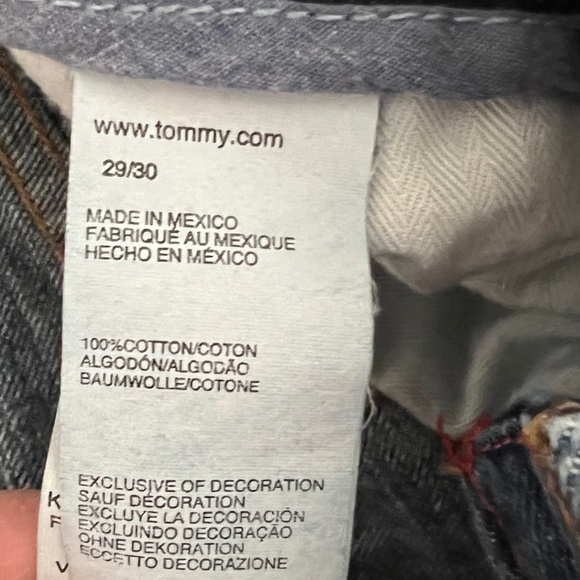 www.tommy.com
29/30
MADE IN MEXICO
FABRIQUÉ AU MEXIQUE
HECHO EN MÉXICO
100%COTTON/COTON
ALGODÓN/ALGODÃO
BAUMWOLLE/COTONE
EXCLUSIVE OF DECORATION
SAUF DÉCORATION
EXCLUYE LA DECORACIÓN
EXCLUINDO DECORAÇÃO
OHNE DEKORATION
ECCETTO DECORAZIONE
K
F
V